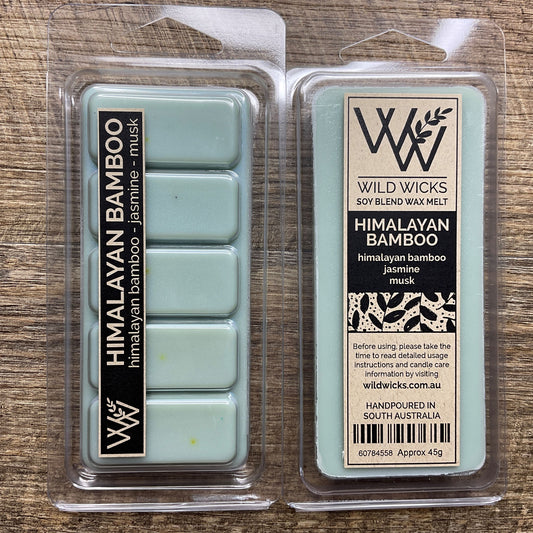 HIMALAYAN BAMBOO
himalayan bamboo - jasmine - musk
WW
WW
WILD WICKS
SOY BLEND WAX MELT
HIMALAYAN
BAMBOO
himalayan bamboo
jasmine
musk
Before using, please take the
time to read detailed usage
instructions and candle care
information by visiting
wildwicks.com.au
HANDPOURED IN
SOUTH AUSTRALIA
60784558 Approx 45g